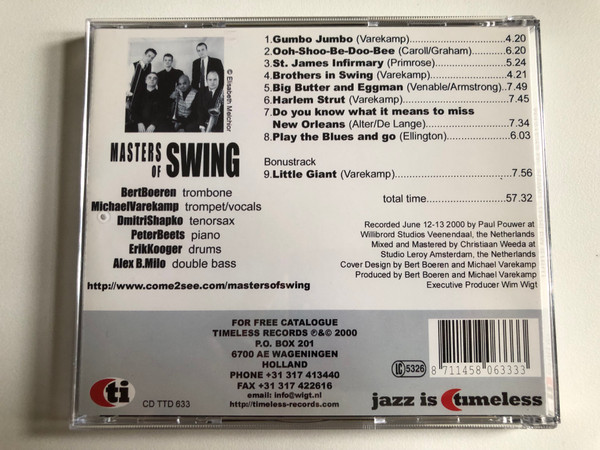 1.Gumbo Jumbo (Varekamp)..............................4.20
2.Ooh-Shoo-Be-Doo-Bee (Caroll/Graham)............6.20
3.St. James Infirmary (Primrose)........................5.24
4.Brothers in Swing (Varekamp)........................4.21
5.Big Butter and Eggman (Venable/Armstrong)..7.49
6.Harlem Strut (Varekamp)...............................7.45
7.Do you know what it means to miss
New Orleans (Alter/De Lange).......................7.34
8.Play the Blues and go (Ellington)....................6.03
Bonustrack
9.Little Giant (Varekamp).................................7.56
total time.......................57.32
© Elisabeth Melchior
MASTERS OF SWING
BertBoeren trombone
MichaelVarekamp trompet/vocals
DmitriShapko tenorsax
PeterBeets piano
ErikKooger drums
Alex B.Milo double bass
http://www.come2see.com/mastersofswing
Recorded June 12-13 2000 by Paul Pouwer at
Willibrord Studios Veenendaal, the Netherlands
Mixed and Mastered by Christiaan Weeda at
Studio Leroy Amsterdam, the Netherlands
Cover Design by Bert Boeren and Michael Varekamp
Produced by Bert Boeren and Michael Varekamp
Executive Producer Wim Wigt
FOR FREE CATALOGUE
TIMELESS RECORDS ℗&© 2000
P.O. BOX 201
6700 AE WAGENINGEN
HOLLAND
PHONE +31 317 413440
FAX +31 317 422616
email: info@wigt.nl
http://timeless-records.com
ti
CD TTD 633
LC 5326
8 711458 063333
jazz is timeless